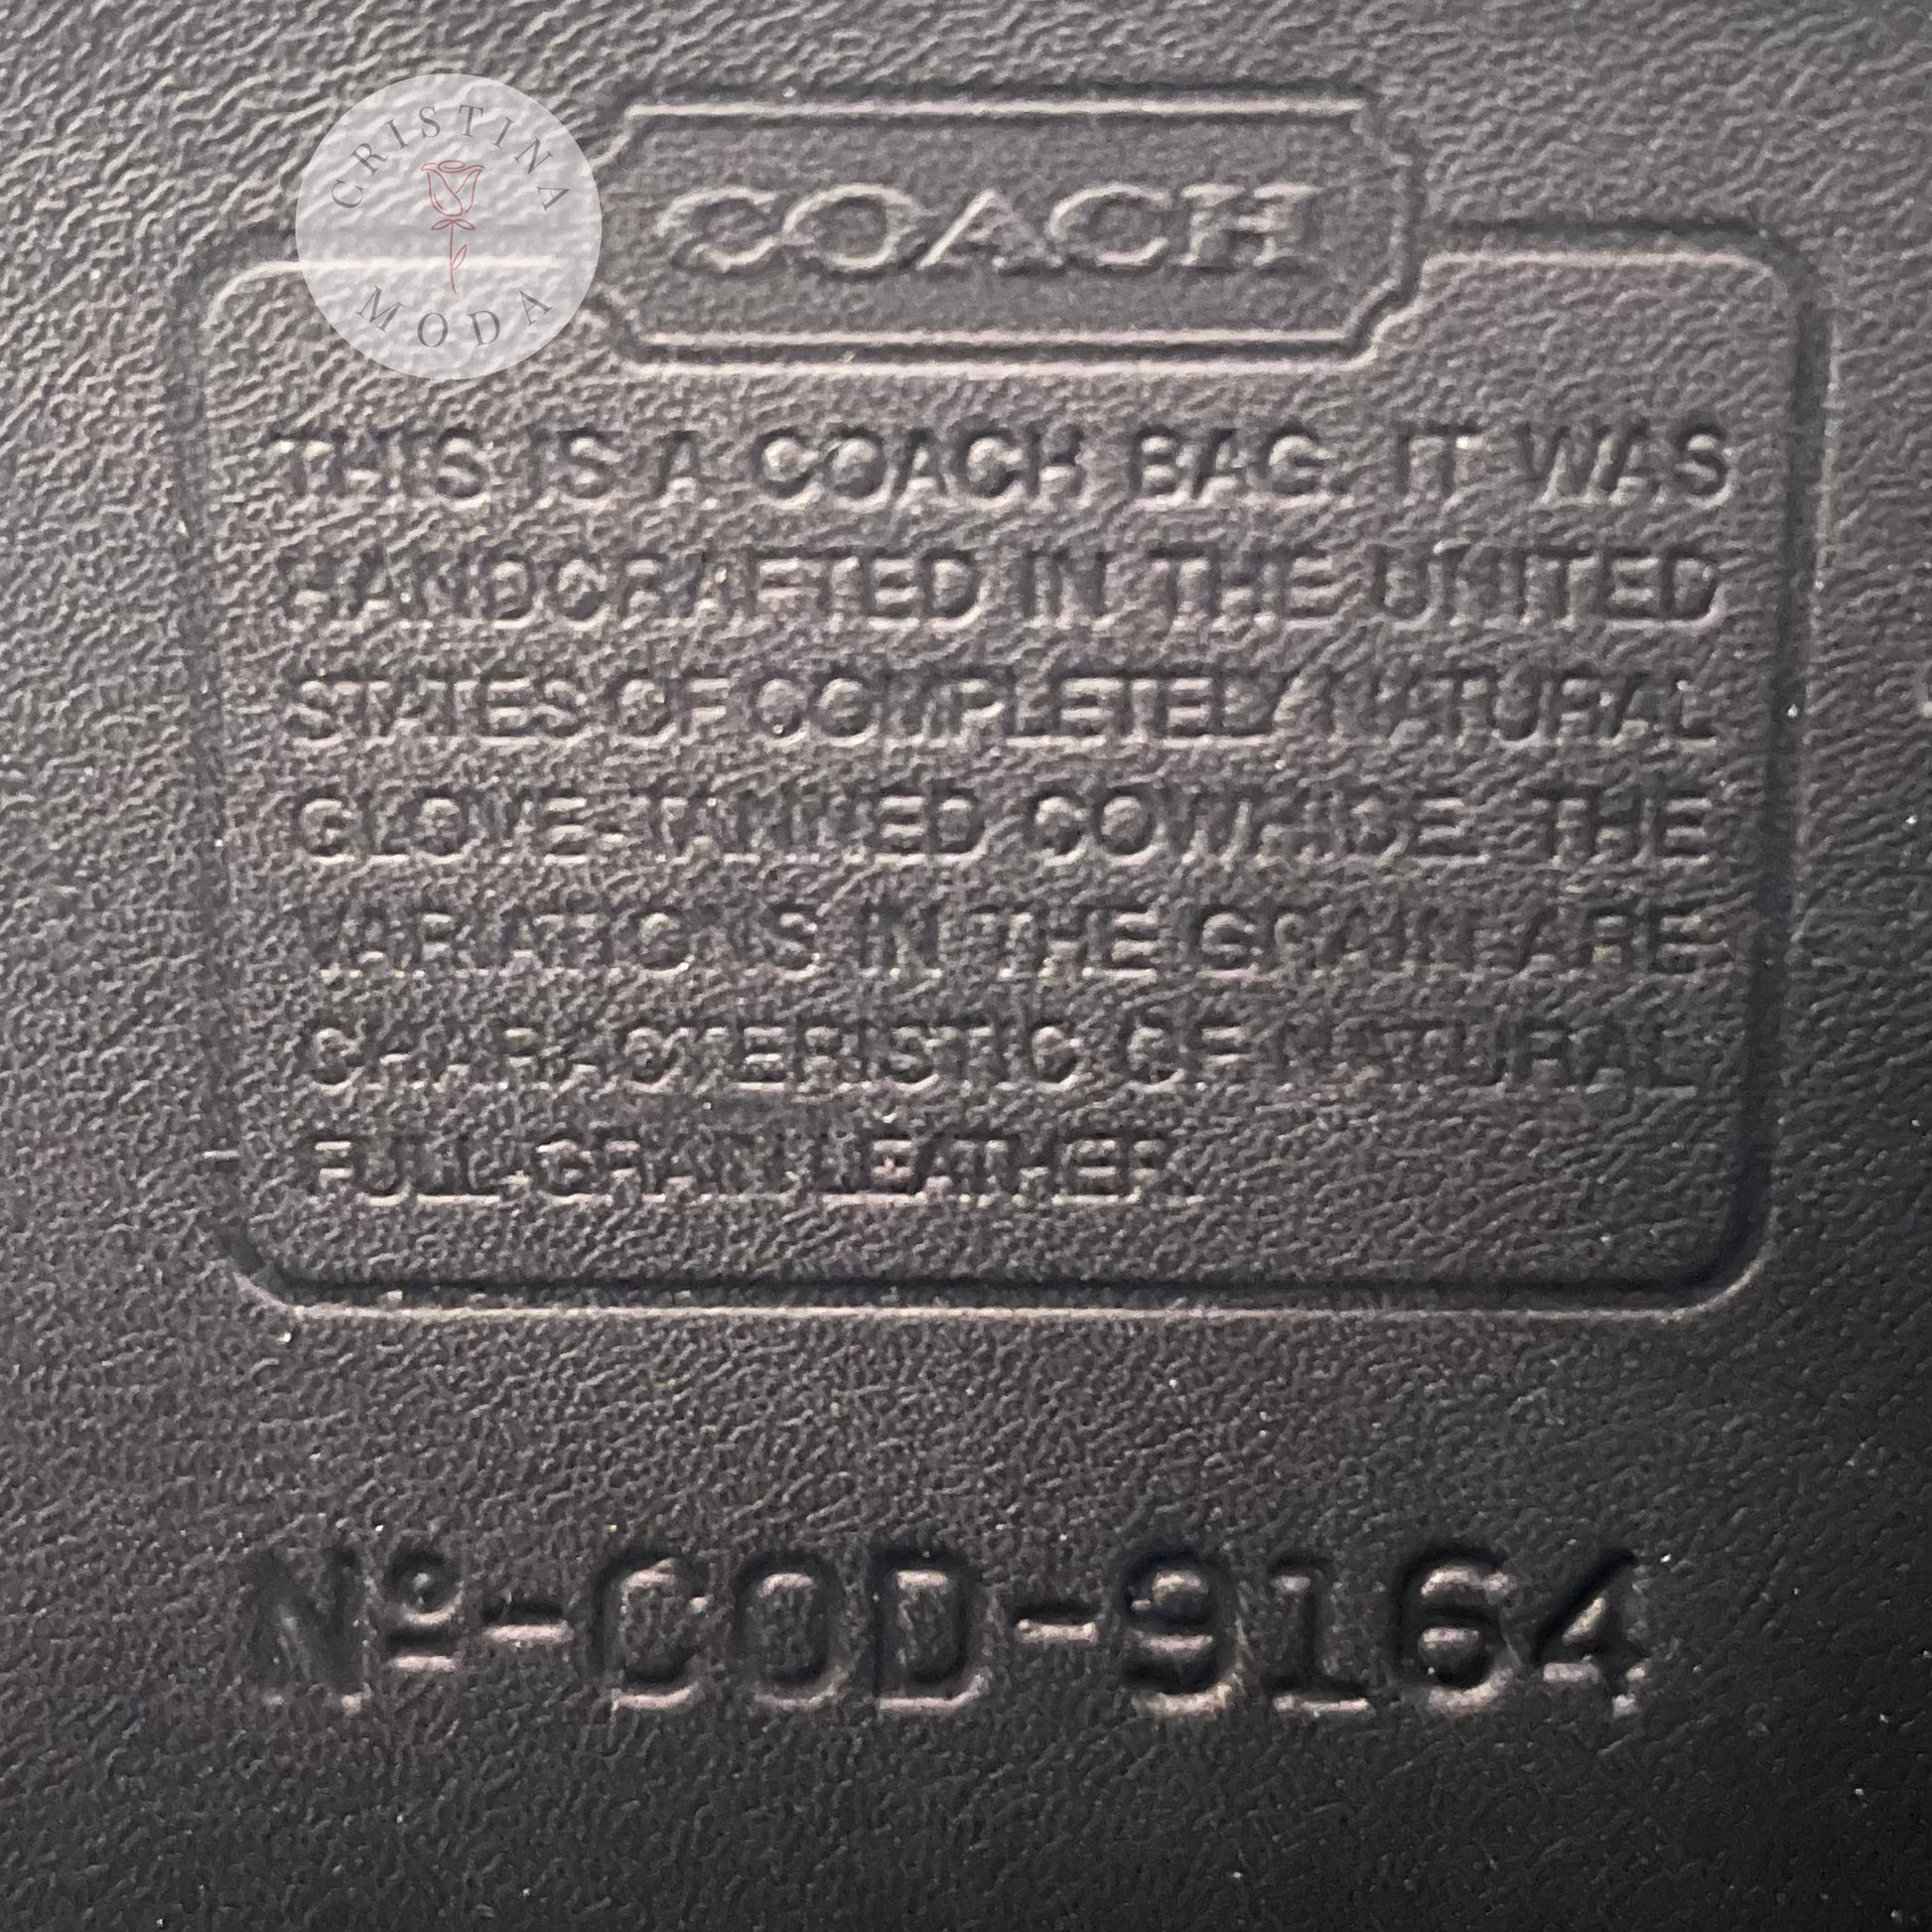 CRISTINA
MODA
COACH
THIS IS A COACH BAG. IT WAS
HANDCRAFTED IN THE UNITED
STATES OF COMPLETELY NATURAL
GLOVE-TANNED COWHIDE. THE
VARIATIONS IN THE GRAIN ARE
CHARACTERISTIC OF NATURAL
FULL-GRAIN LEATHER.
Nº-COD-9164